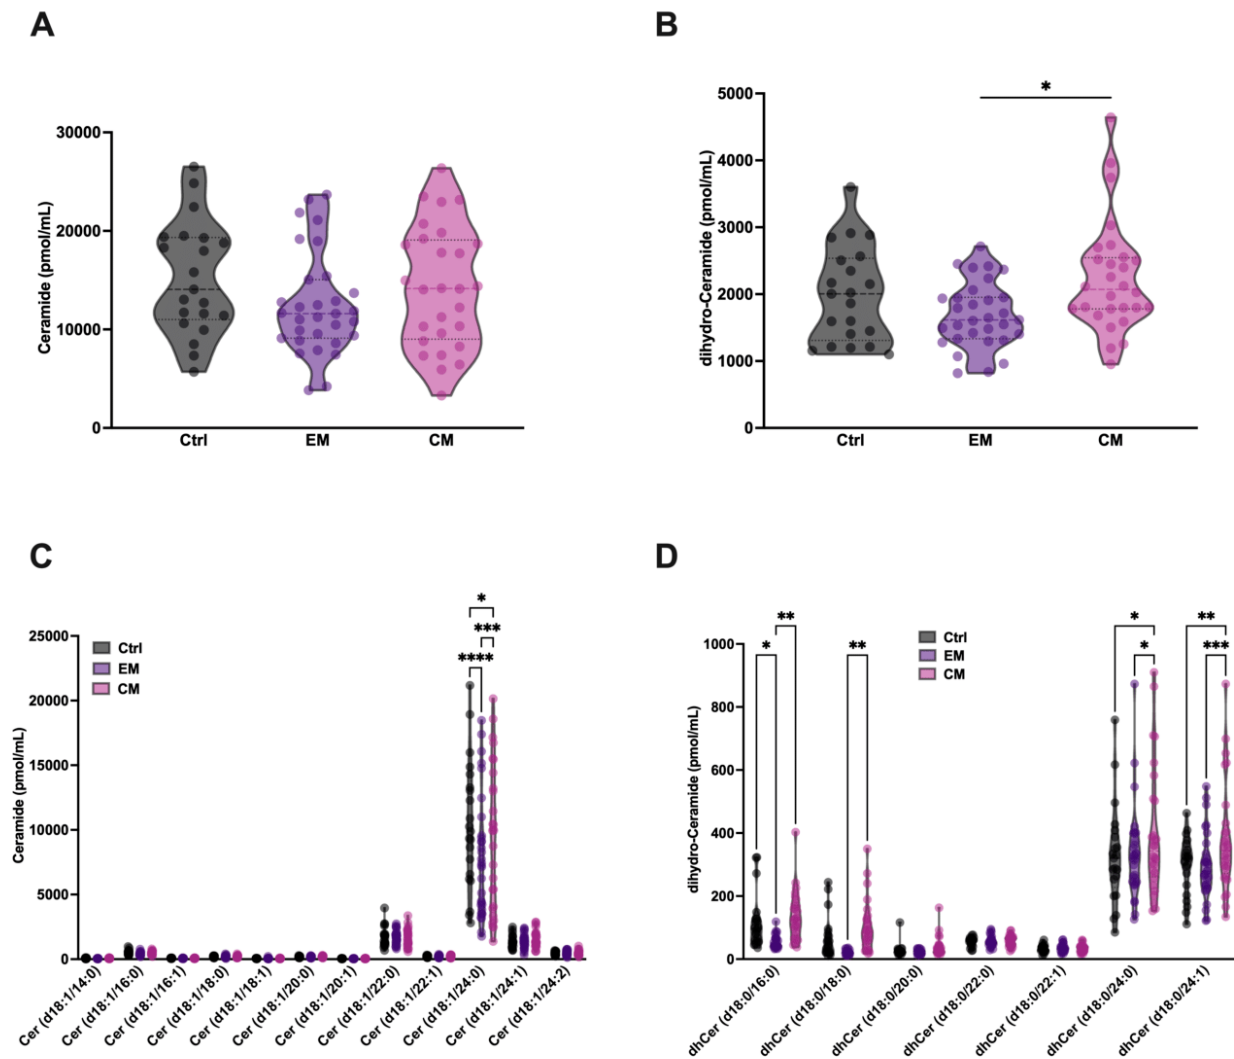 A
B
Ceramide (pmol/mL)
30000
20000
10000
0
Ctrl
EM
CM
dihydro-Ceramide (pmol/mL)
5000
4000
3000
2000
1000
0
*
Ctrl
EM
CM
C
D
Ceramide (pmol/mL)
25000
20000
15000
10000
5000
0
Ctrl
EM
CM
*
***
****
Cer (d18:1/14:0)
Cer (d18:1/16:0)
Cer (d18:1/16:1)
Cer (d18:1/18:0)
Cer (d18:1/18:1)
Cer (d18:1/20:0)
Cer (d18:1/20:1)
Cer (d18:1/22:0)
Cer (d18:1/22:1)
Cer (d18:1/24:0)
Cer (d18:1/24:1)
Cer (d18:1/24:2)
dihydro-Ceramide (pmol/mL)
1000
800
600
400
200
0
Ctrl
EM
CM
**
*
**
*
*
**
***
dhCer (d18:0/16:0)
dhCer (d18:0/18:0)
dhCer (d18:0/20:0)
dhCer (d18:0/22:0)
dhCer (d18:0/22:1)
dhCer (d18:0/24:0)
dhCer (d18:0/24:1)